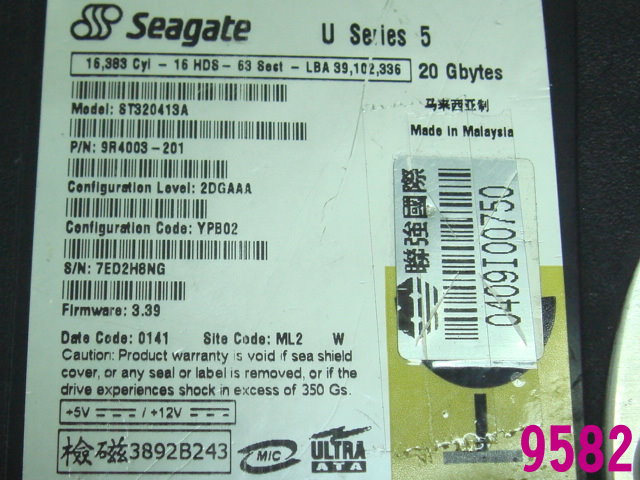 Seagate U Series 5
16,383 Cyl - 16 HDS - 63 Sect - LBA 39,102,336 20 Gbytes
Model: ST320413A
马来西亚制
Made in Malaysia
P/N: 9R4003-201
Configuration Level: 2DGAAA
Configuration Code: YPB02
S/N: 7ED2H8NG
Firmware: 3.39
聯強國際
0409I00750
Date Code: 0141 Site Code: ML2 W
Caution: Product warranty is void if sea shield
cover, or any seal or label is removed, or if the
drive experiences shock in excess of 350 Gs.
+5V / +12V
檢磁3892B243
MIC
ULTRA
ATA
9582